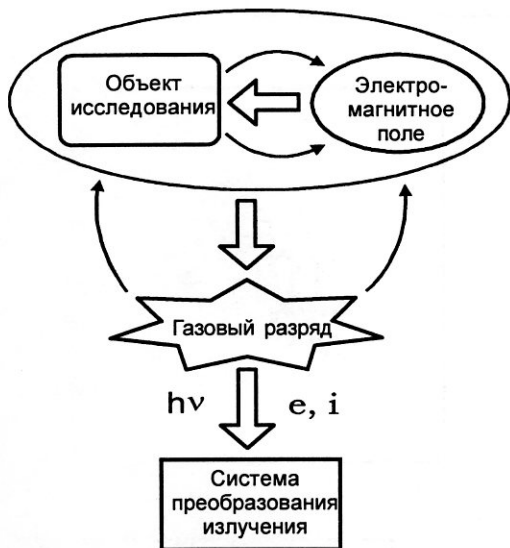 Объект
исследования
Электро-
магнитное
поле
Газовый разряд
hν
e, i
Система
преобразования
излучения